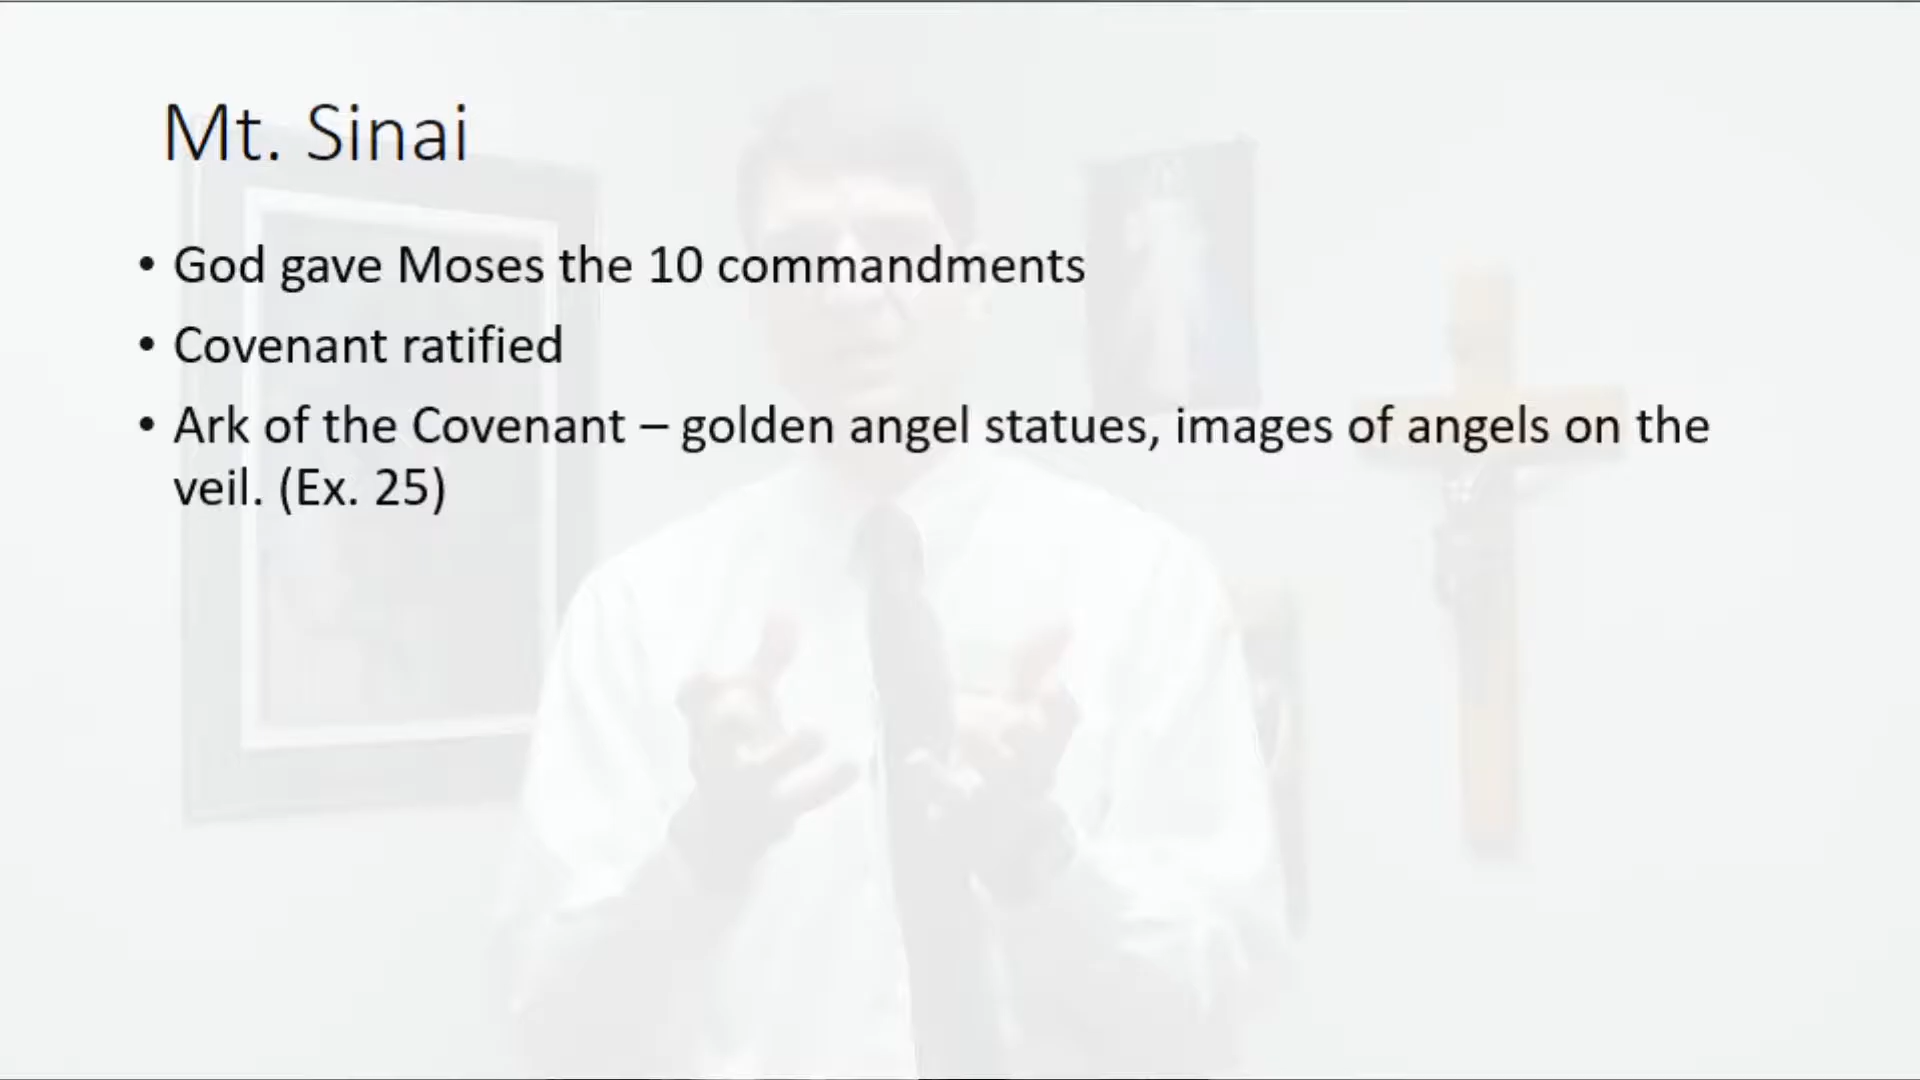 Mt. Sinai
• God gave Moses the 10 commandments
• Covenant ratified
• Ark of the Covenant – golden angel statues, images of angels on the
veil. (Ex. 25)